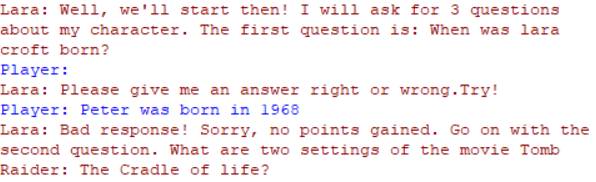 Lara: Well, we'll start then! I will ask for 3 questions
about my character. The first question is: When was lara
croft born?
Player:
Lara: Please give me an answer right or wrong.Try!
Player: Peter was born in 1968
Lara: Bad response! Sorry, no points gained. Go on with the
second question. What are two settings of the movie Tomb
Raider: The Cradle of life?